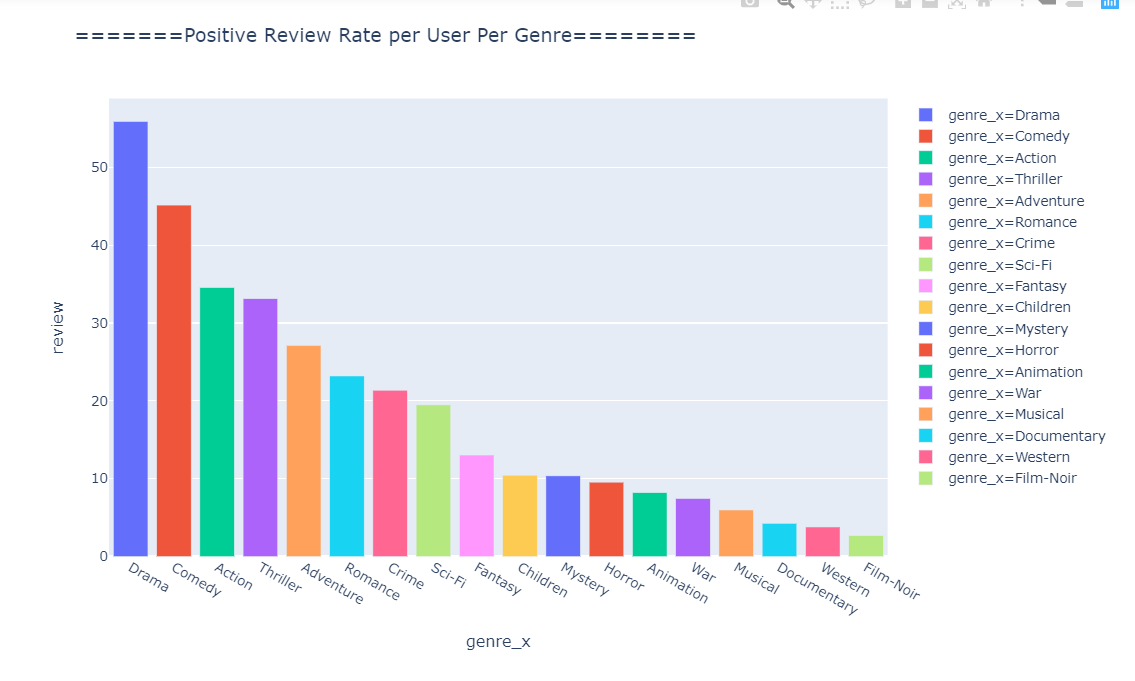 =======Positive Review Rate per User Per Genre========
review
50
40
30
20
10
0
Drama
Comedy
Action
Thriller
Adventure
Romance
Crime
Sci-Fi
Fantasy
Children
Mystery
Horror
Animation
War
Musical
Documentary
Western
Film-Noir
genre_x
genre_x=Drama
genre_x=Comedy
genre_x=Action
genre_x=Thriller
genre_x=Adventure
genre_x=Romance
genre_x=Crime
genre_x=Sci-Fi
genre_x=Fantasy
genre_x=Children
genre_x=Mystery
genre_x=Horror
genre_x=Animation
genre_x=War
genre_x=Musical
genre_x=Documentary
genre_x=Western
genre_x=Film-Noir